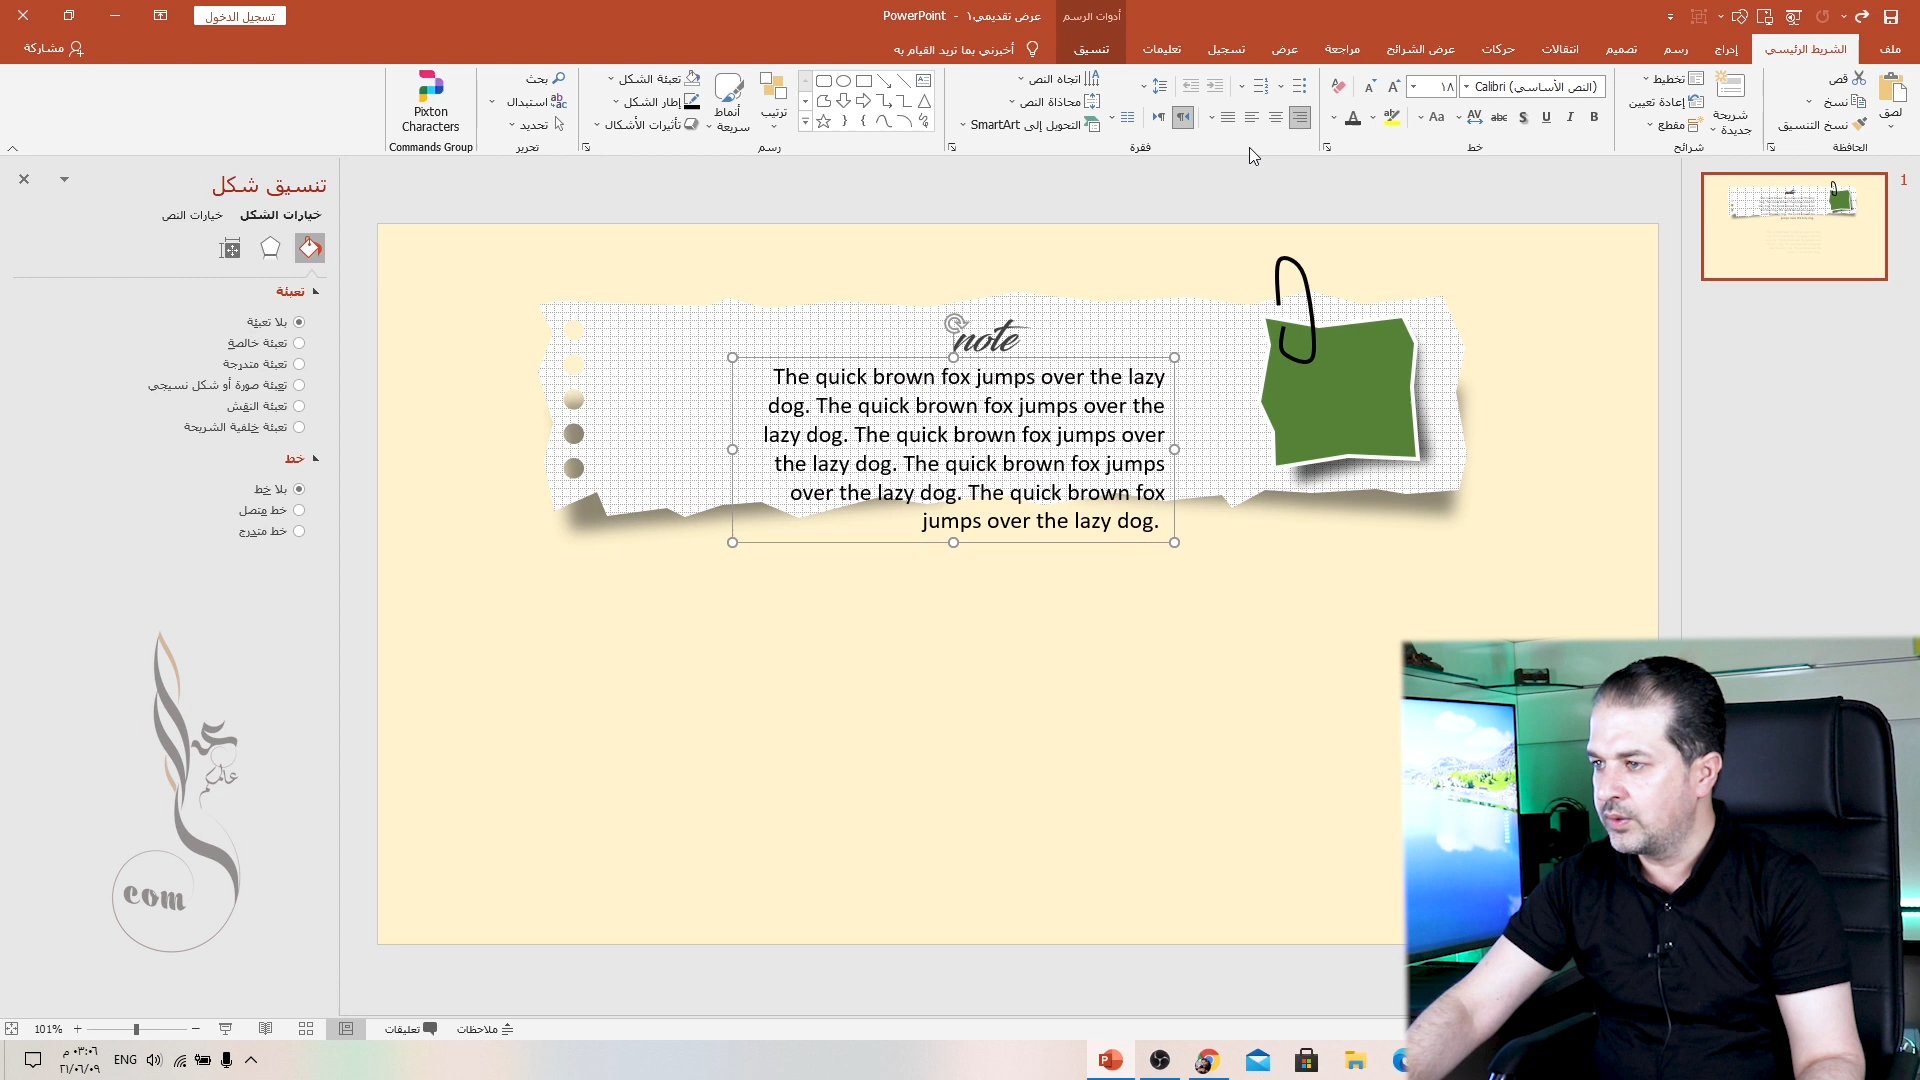 تسجيل الدخول
عرض تقديمي١ - PowerPoint
أدوات الرسم
ملف
الشريط الرئيسي
إدراج
رسم
تصميم
انتقالات
حركات
عرض الشرائح
مراجعة
عرض
تسجيل
تعليمات
تنسيق
أخبرني بما تريد القيام به
مشاركة
لصق
قص
نسخ
نسخ التنسيق
الحافظة
شريحة جديدة
تخطيط
إعادة تعيين
مقطع
شرائح
Calibri (النص الأساسي)
١٨
خط
اتجاه النص
محاذاة النص
التحويل إلى SmartArt
فقرة
ترتيب
أنماط سريعة
تعبئة الشكل
إطار الشكل
تأثيرات الأشكال
رسم
بحث
استبدال
تحديد
تحرير
Pixton Characters
Commands Group
تنسيق شكل
خيارات الشكل
خيارات النص
تعبئة
بلا تعبئة
تعبئة خالصة
تعبئة متدرجة
تعبئة صورة أو شكل نسيجي
تعبئة النقش
تعبئة خلفية الشريحة
خط
بلا خط
خط متصل
خط متدرج
1
note
The quick brown fox jumps over the lazy
dog. The quick brown fox jumps over the
lazy dog. The quick brown fox jumps over
the lazy dog. The quick brown fox jumps
over the lazy dog. The quick brown fox
jumps over the lazy dog.
عالمكم
com
ملاحظات
تعليقات
101%
ENG
٠٣:٠٦ م
٢١/٠٦/٠٩